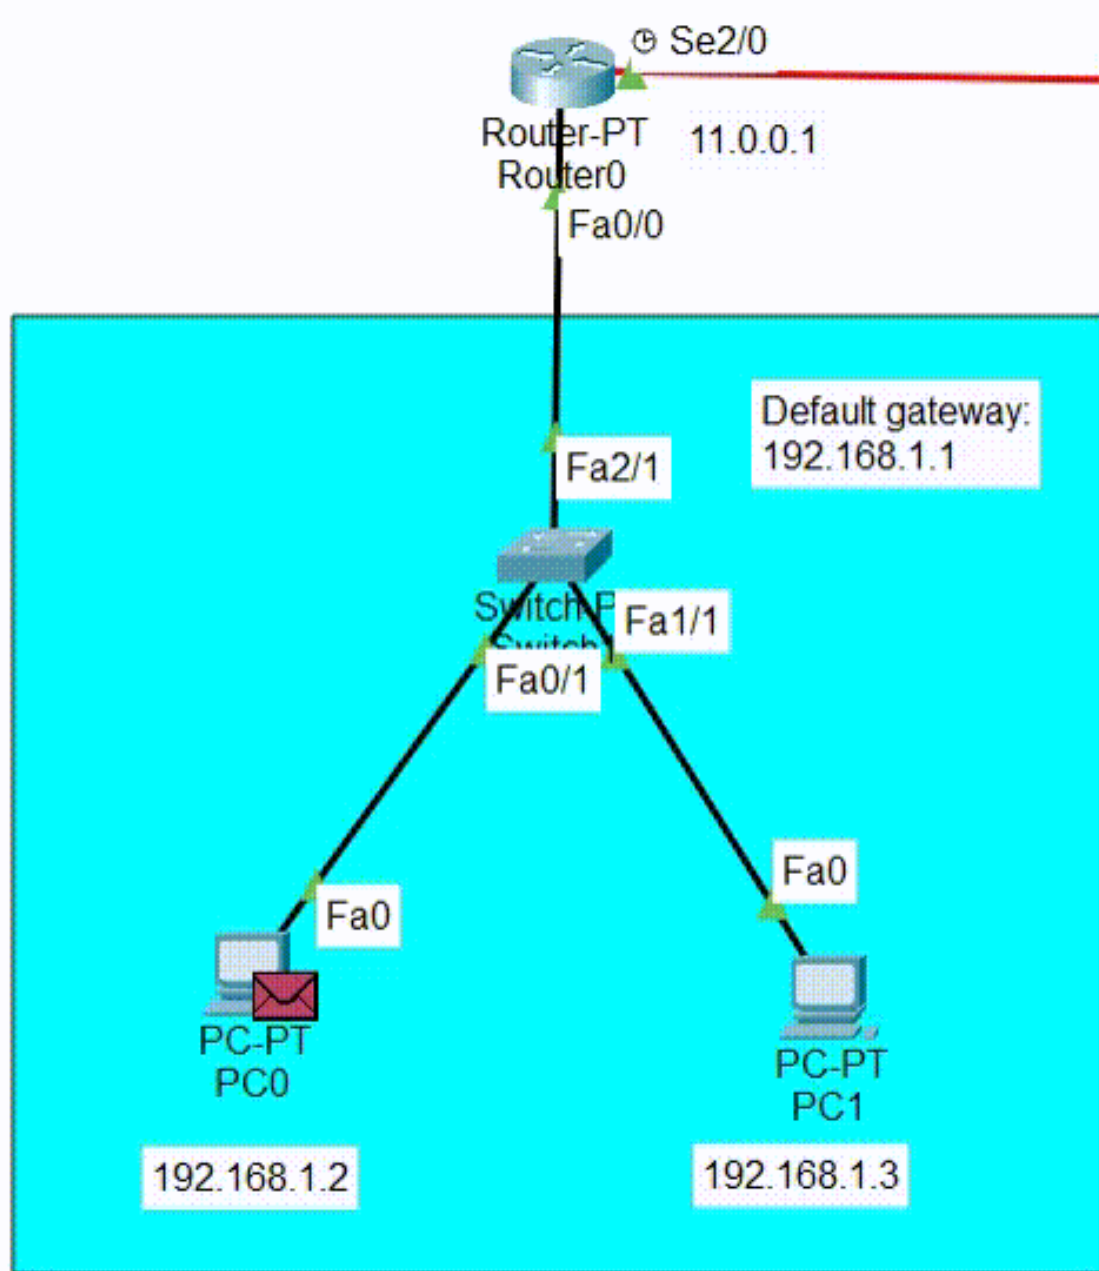 Se2/0
Router-PT
11.0.0.1
Router0
Fa0/0
Default gateway:
192.168.1.1
Fa2/1
Switch-P
Fa1/1
Switch
Fa0/1
Fa0
Fa0
PC-PT
PC0
PC-PT
PC1
192.168.1.2
192.168.1.3